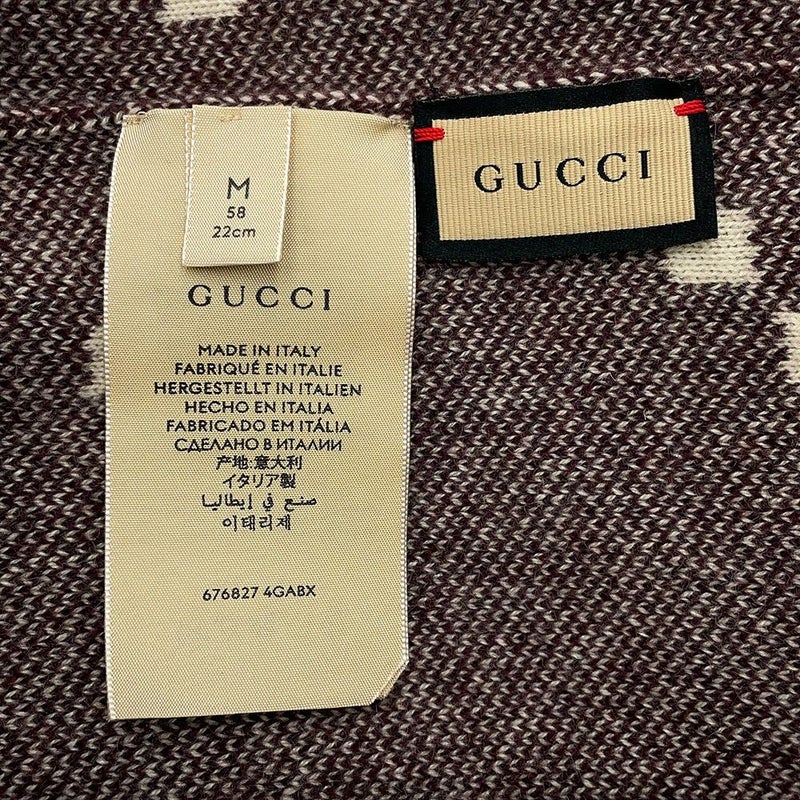 M
58
22cm
GUCCI
MADE IN ITALY
FABRIQUÉ EN ITALIE
HERGESTELLT IN ITALIEN
HECHO EN ITALIA
FABRICADO EM ITÁLIA
СДЕЛАНО В ИТАЛИИ
产地:意大利
イタリア製
صنع في إيطاليا
이태리제
676827 4GABX
GUCCI